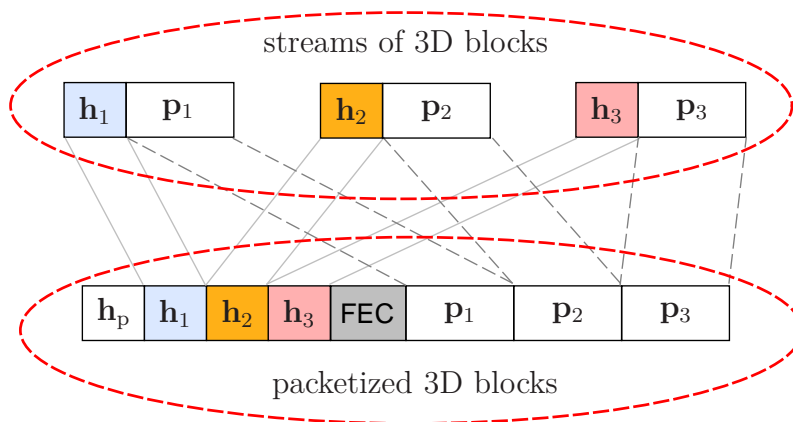 streams of 3D blocks
h₁ p₁ h₂ p₂ h₃ p₃
hₚ h₁ h₂ h₃ FEC p₁ p₂ p₃
packetized 3D blocks